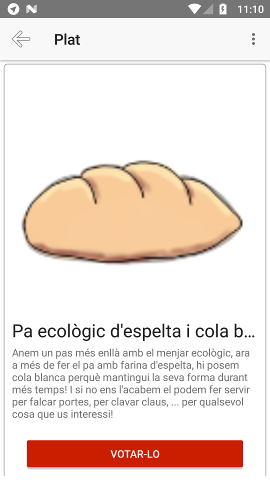 11:10
Plat
Pa ecològic d'espelta i cola b...
Anem un pas més enllà amb el menjar ecològic, ara
a més de fer el pa amb farina d'espelta, hi posem
cola blanca perquè mantingui la seva forma durant
més temps! I si no ens l'acabem el podem fer servir
per falcar portes, per clavar claus, ... per qualsevol
cosa que us interessi!
VOTAR-LO